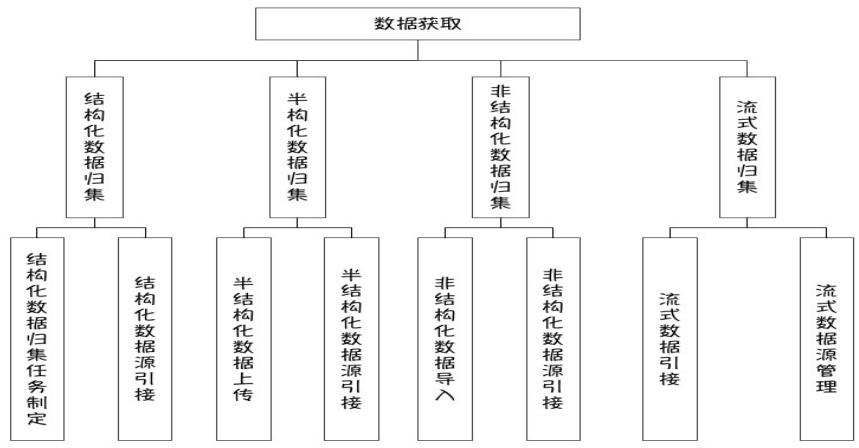 数据获取
结构化数据归集
半构化数据归集
非结构化数据归集
流式数据归集
结构化数据归集任务制定
结构化数据源引接
半结构化数据上传
半结构化数据源引接
非结构化数据导入
非结构化数据源引接
流式数据引接
流式数据源管理